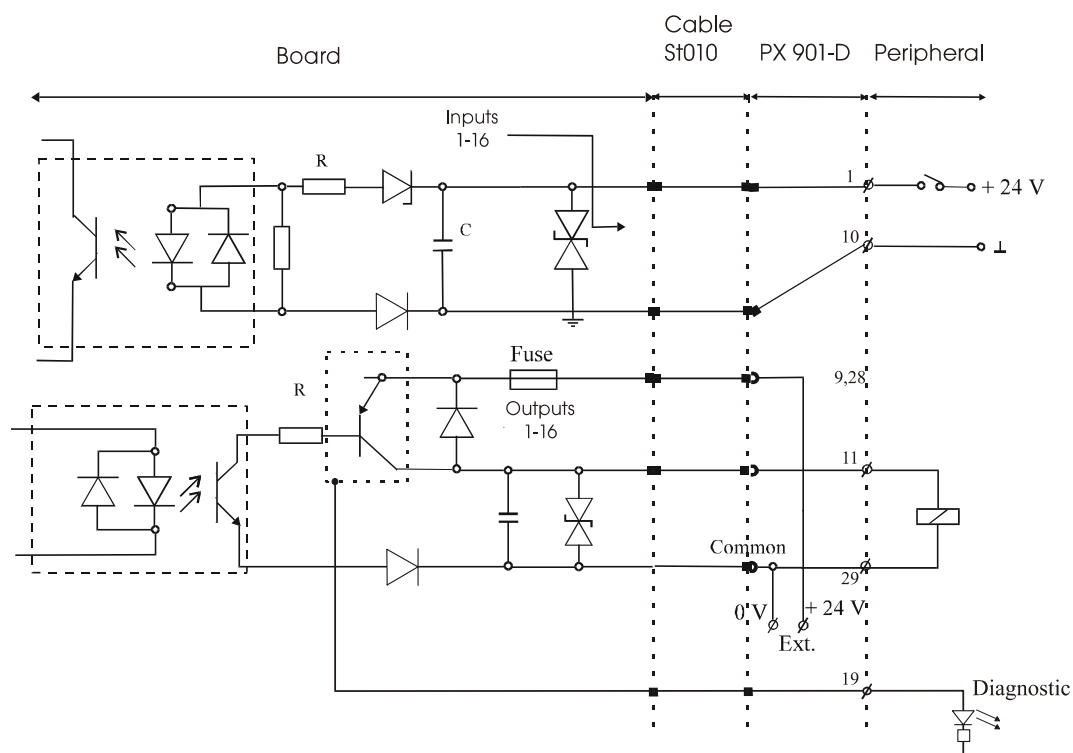 Cable
Board St010 PX 901-D Peripheral
Inputs
1-16
R
1
+ 24 V
C
10
Fuse
9,28
R
Outputs
1-16
11
Common
29
0 V + 24 V
Ext.
19
Diagnostic